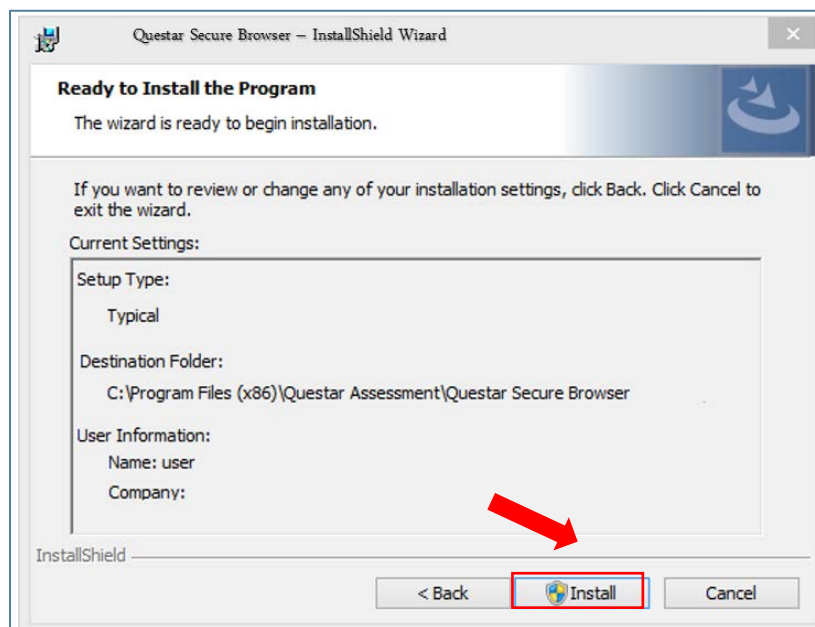 Questar Secure Browser – InstallShield Wizard
Ready to Install the Program
The wizard is ready to begin installation.
If you want to review or change any of your installation settings, click Back. Click Cancel to
exit the wizard.
Current Settings:
Setup Type:
Typical
Destination Folder:
C:\Program Files (x86)\Questar Assessment\Questar Secure Browser
User Information:
Name: user
Company:
InstallShield
< Back
Install
Cancel